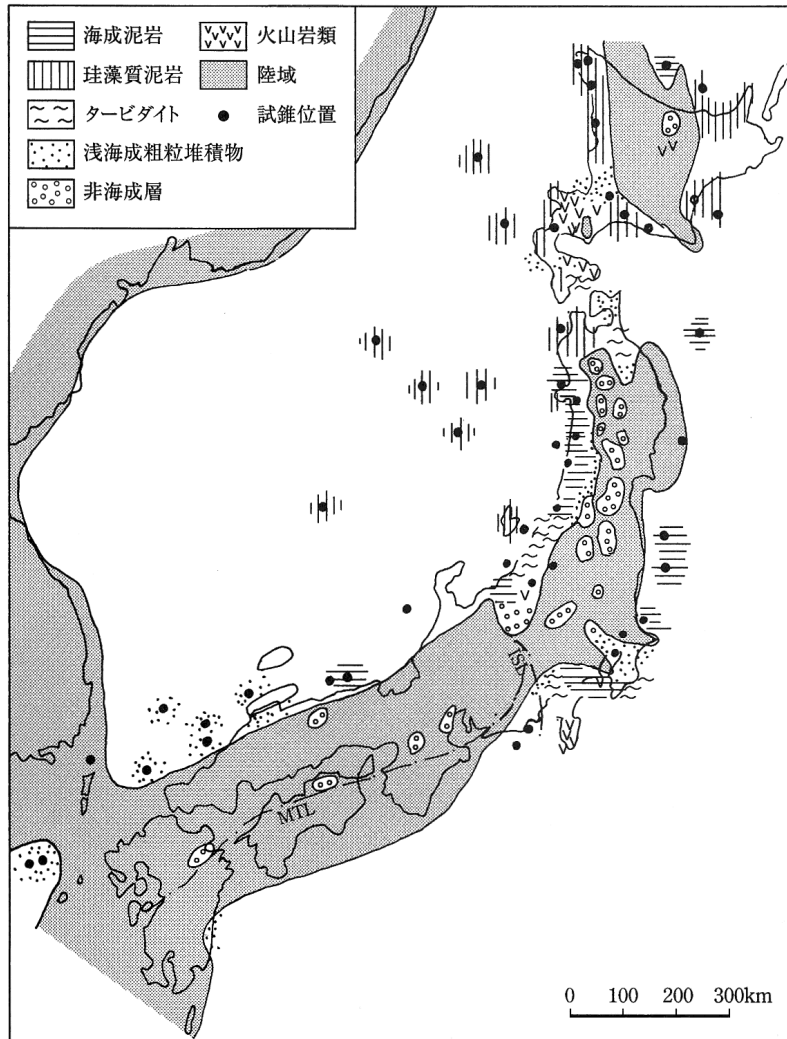 海成泥岩
珪藻質泥岩
タービダイト
浅海成粗粒堆積物
非海成層
火山岩類
陸域
試錐位置
ISL
MTL
0 100 200 300km